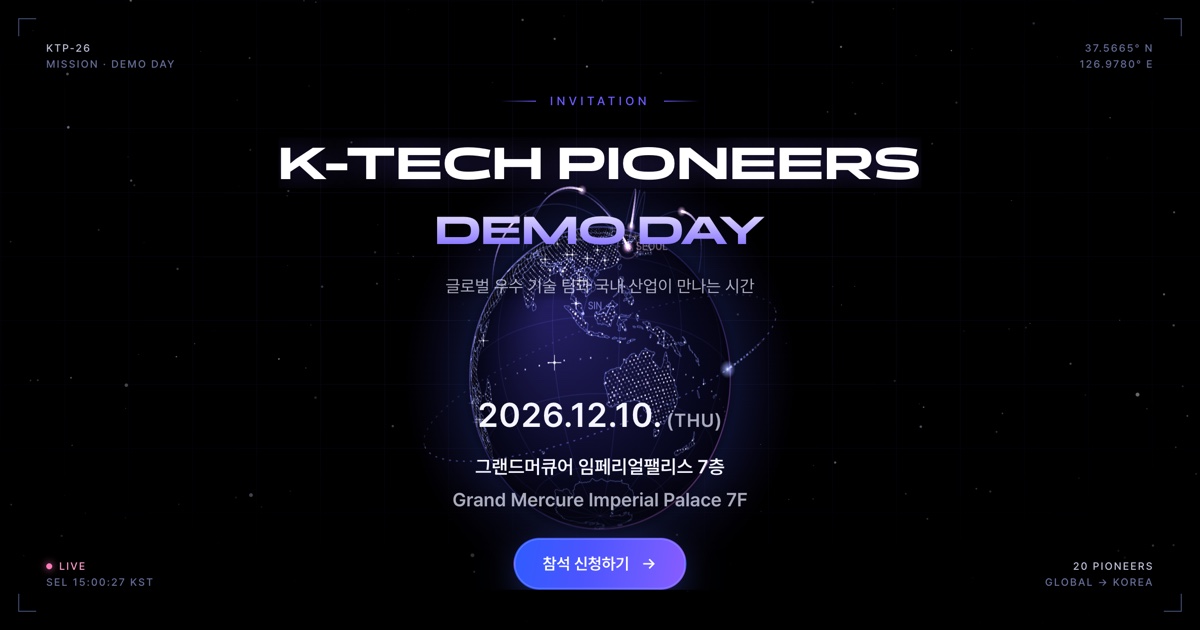 KTP-26
MISSION · DEMO DAY
37.5665° N
126.9780° E
INVITATION
K-TECH PIONEERS
DEMO DAY
SEOUL
글로벌 우수 기술 팀과 국내 산업이 만나는 시간
SIN
2026.12.10. (THU)
그랜드머큐어 임페리얼팰리스 7층
Grand Mercure Imperial Palace 7F
참석 신청하기 →
LIVE
SEL 15:00:27 KST
20 PIONEERS
GLOBAL → KOREA